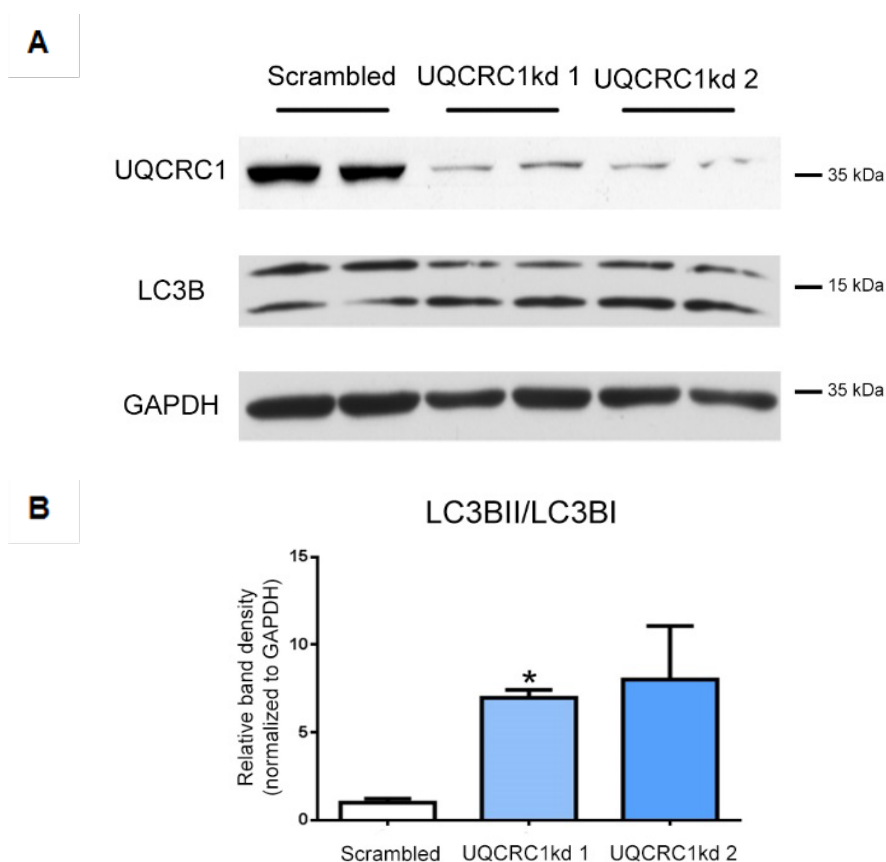 A
Scrambled UQCRC1kd 1 UQCRC1kd 2
UQCRC1
35 kDa
LC3B
15 kDa
GAPDH
35 kDa
B
LC3BII/LC3BI
Relative band density
(normalized to GAPDH)
15
10
5
0
*
Scrambled UQCRC1kd 1 UQCRC1kd 2